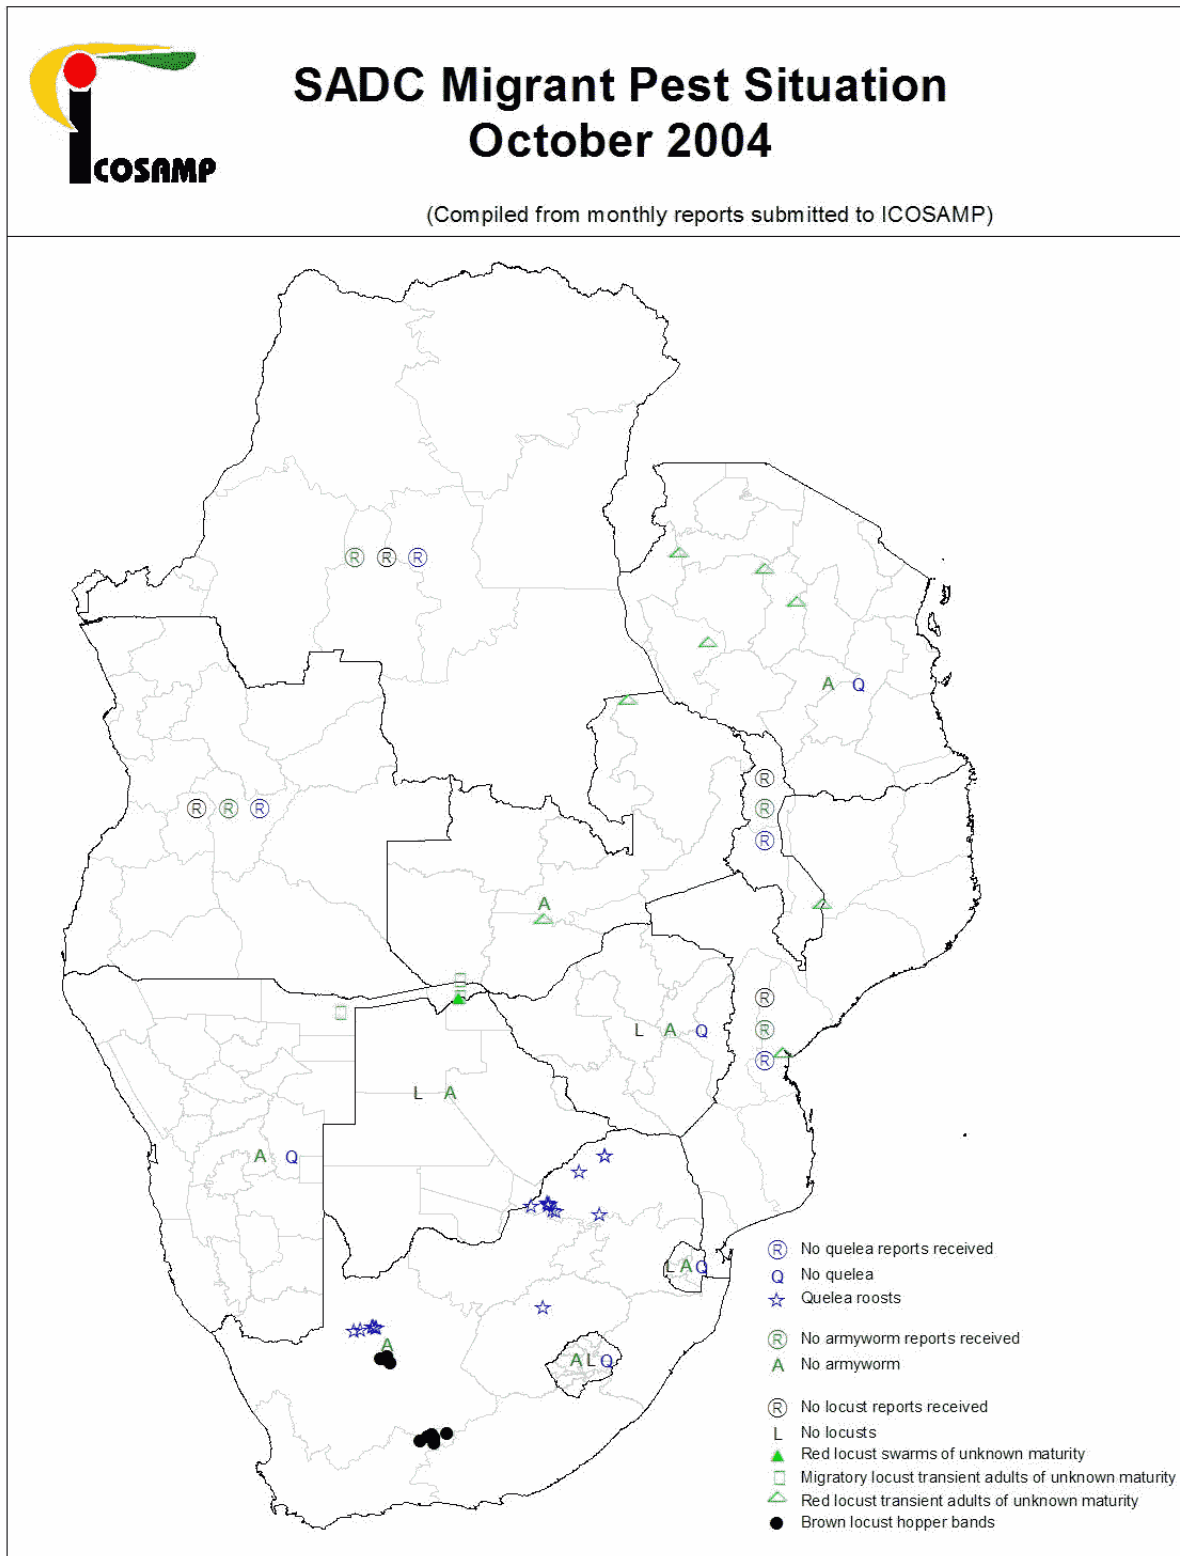 iCOSAMP
SADC Migrant Pest Situation
October 2004
(Compiled from monthly reports submitted to ICOSAMP)
R R R
A Q
R
R
R
R R R
A
R
L A Q
R
R
L A
A Q
L A Q
A
A L Q
R No quelea reports received
Q No quelea
Quelea roosts
R No armyworm reports received
A No armyworm
R No locust reports received
L No locusts
Red locust swarms of unknown maturity
Migratory locust transient adults of unknown maturity
Red locust transient adults of unknown maturity
Brown locust hopper bands